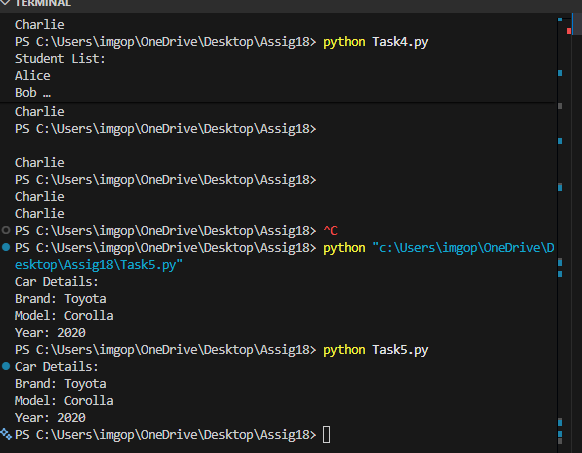 TERMINAL
Charlie
PS C:\Users\imgop\OneDrive\Desktop\Assig18> python Task4.py
Student List:
Alice
Bob …
Charlie
PS C:\Users\imgop\OneDrive\Desktop\Assig18>
Charlie
PS C:\Users\imgop\OneDrive\Desktop\Assig18>
Charlie
Charlie
PS C:\Users\imgop\OneDrive\Desktop\Assig18> ^C
PS C:\Users\imgop\OneDrive\Desktop\Assig18> python "c:\Users\imgop\OneDrive\D
esktop\Assig18\Task5.py"
Car Details:
Brand: Toyota
Model: Corolla
Year: 2020
PS C:\Users\imgop\OneDrive\Desktop\Assig18> python Task5.py
Car Details:
Brand: Toyota
Model: Corolla
Year: 2020
PS C:\Users\imgop\OneDrive\Desktop\Assig18>